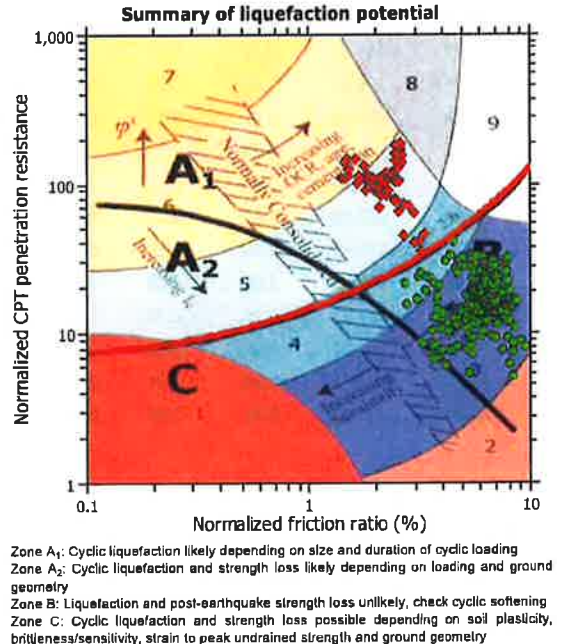 Summary of liquefaction potential
1,000
7
8
9
φ'
Normally Consolidated
Increasing
OCR, age,
cementation
A1
100
6
A2
Increasing Ic
5
B
10
4
C
Increasing
Sensitivity
1
2
1
0.1
1
10
Normalized CPT penetration resistance
Normalized friction ratio (%)
Zone A1: Cyclic liquefaction likely depending on size and duration of cyclic loading
Zone A2: Cyclic liquefaction and strength loss likely depending on loading and ground
geometry
Zone B: Liquefaction and post-earthquake strength loss unlikely, check cyclic softening
Zone C: Cyclic liquefaction and strength loss possible depending on soil plasticity,
brittleness/sensitivity, strain to peak undrained strength and ground geometry